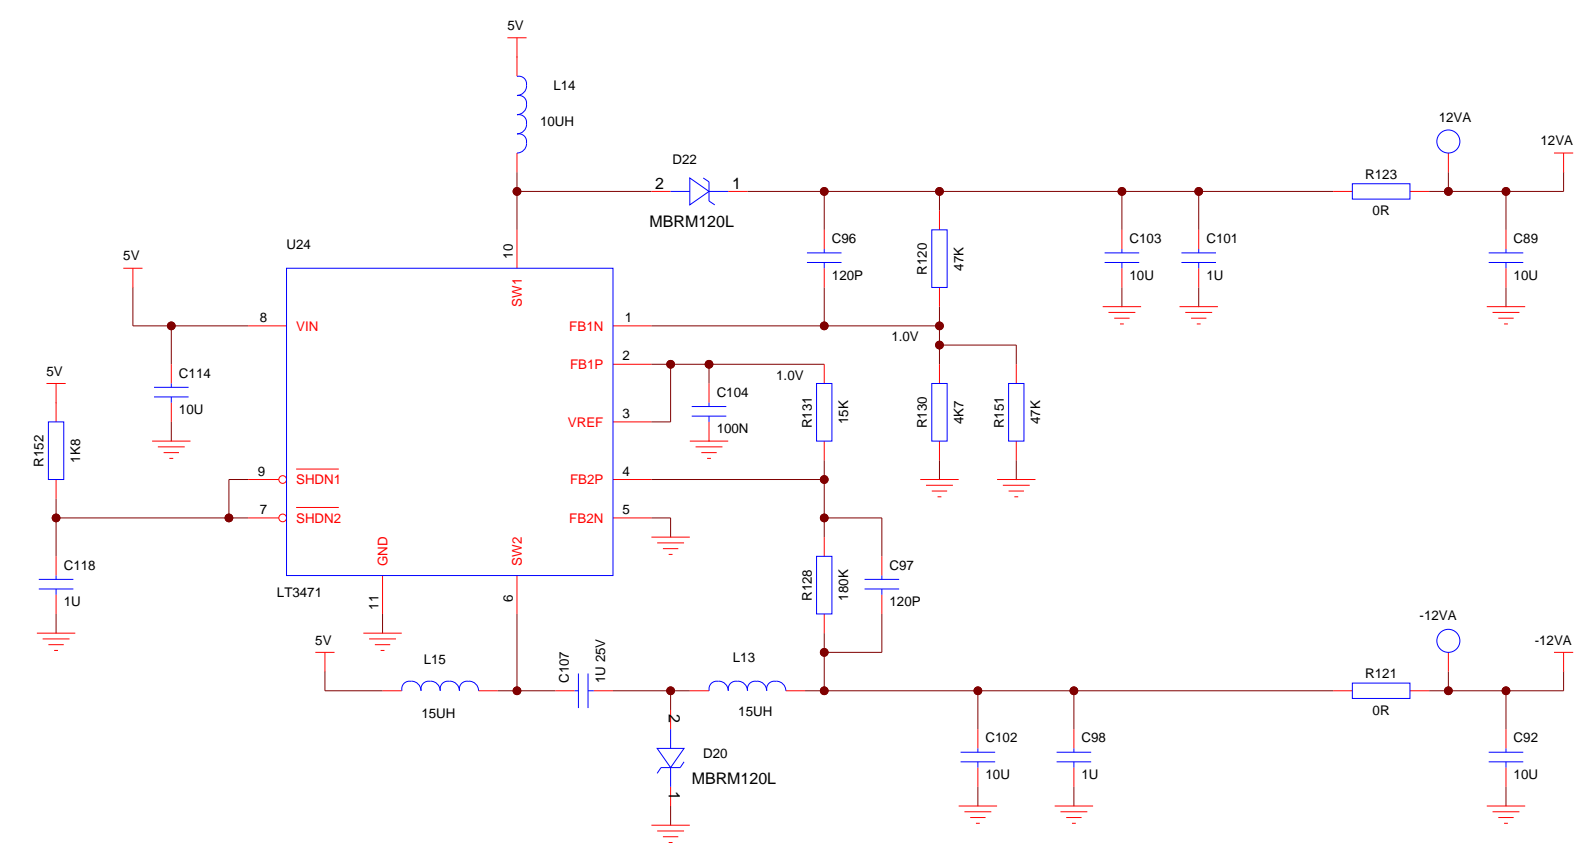 5V
L14
10UH
12VA
12VA
D22
2
1
MBRM120L
R123
0R
C96
120P
R120
47K
C103
10U
C101
1U
C89
10U
U24
5V
10
SW1
8
VIN
FB1N
1
1.0V
C114
10U
FB1P
2
1.0V
C104
100N
R131
15K
R130
4K7
R151
47K
5V
VREF
3
R152
1K8
9
SHDN1
FB2P
4
7
SHDN2
FB2N
5
GND
SW2
C118
1U
LT3471
11
6
R128
180K
C97
120P
5V
L15
15UH
C107
1U 25V
L13
15UH
-12VA
-12VA
R121
0R
2
D20
MBRM120L
1
C102
10U
C98
1U
C92
10U